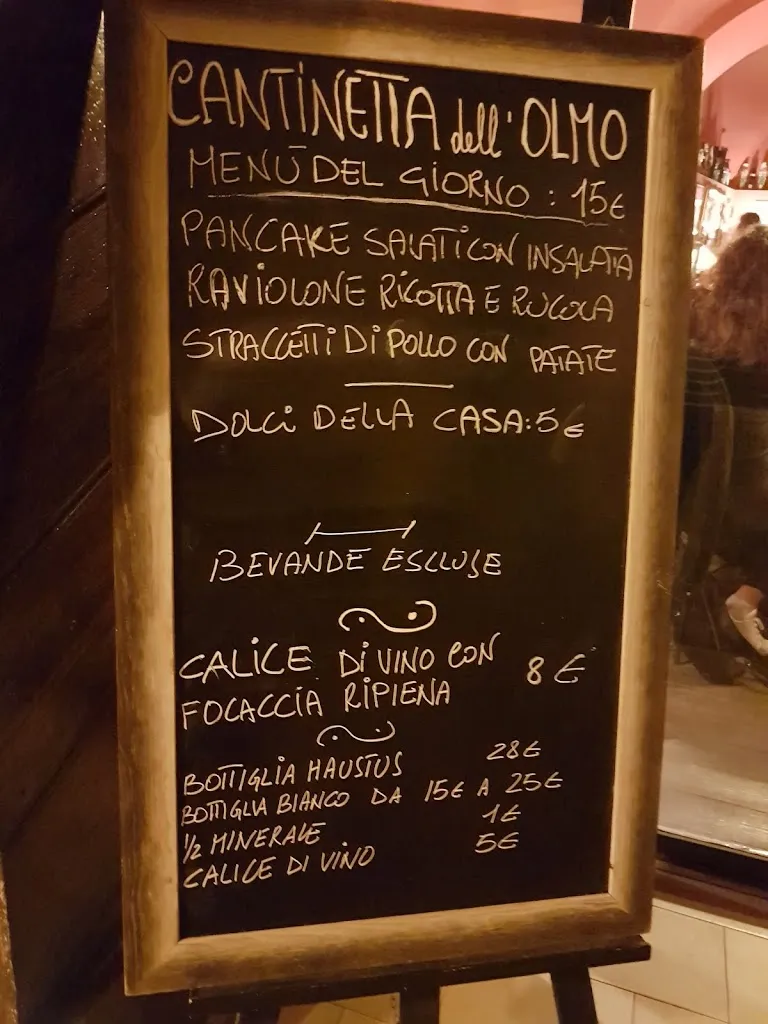 CANTINETTA dell' OLMO
MENÙ DEL GIORNO : 15€
PANCAKE SALATI CON INSALATA
RAVIOLONE RICOTTA E RUCOLA
STRACCETTI DI POLLO CON PATATE
DOLCI DELLA CASA: 5€
BEVANDE ESCLUSE
CALICE DI VINO CON
FOCACCIA RIPIENA 8€
BOTTIGLIA HAUSTUS 28€
BOTTIGLIA BIANCO DA 15€ A 25€
1/2 MINERALE 1€
CALICE DI VINO 5€